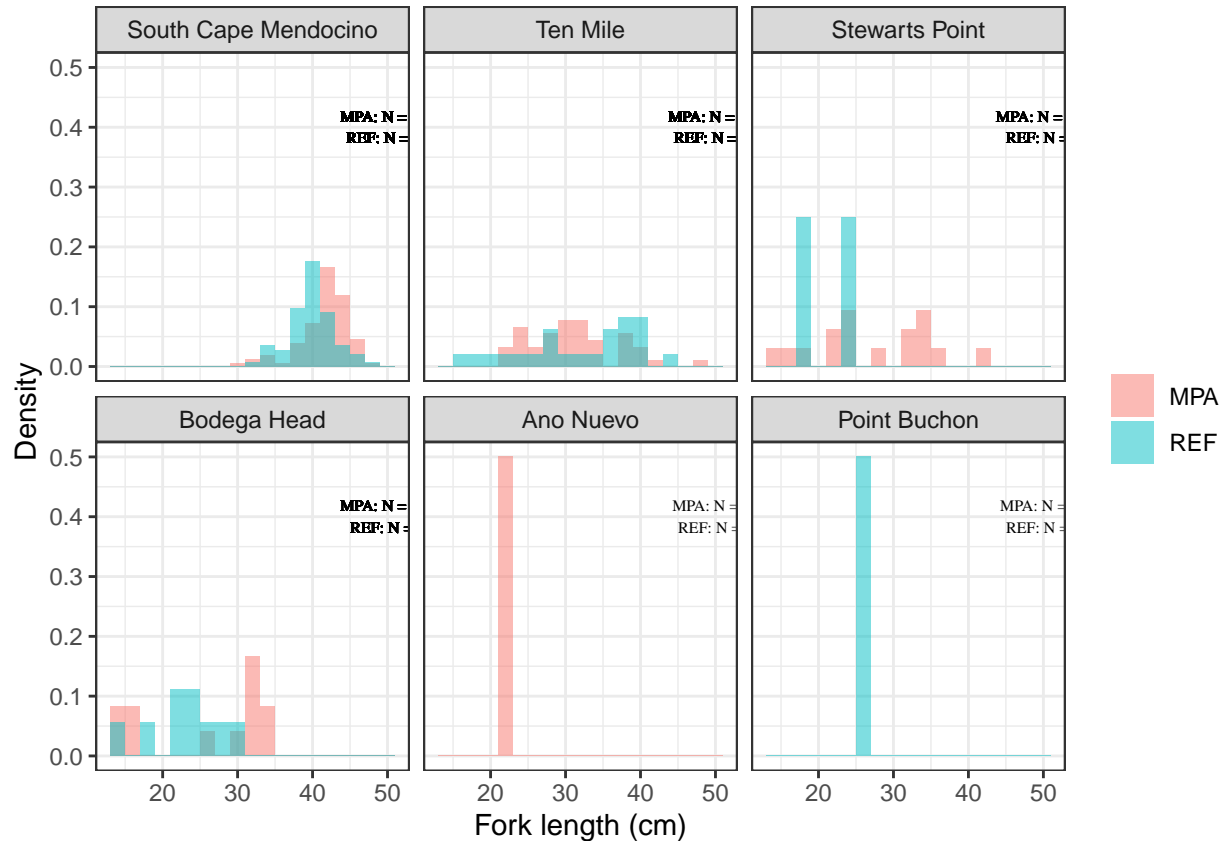 South Cape Mendocino
Ten Mile
Stewarts Point
0.5
0.4
0.3
0.2
0.1
0.0
MPA: N =
REF: N =
MPA: N =
REF: N =
MPA: N =
REF: N =
Density
Bodega Head
Ano Nuevo
Point Buchon
0.5
0.4
0.3
0.2
0.1
0.0
MPA: N =
REF: N =
MPA: N =
REF: N =
MPA: N =
REF: N =
20 30 40 50
20 30 40 50
20 30 40 50
Fork length (cm)
MPA
REF